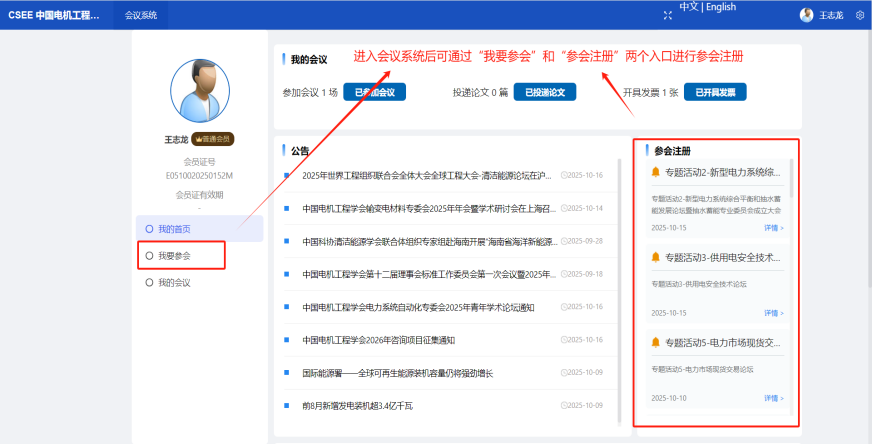 CSEE 中国电机工程...
会议系统
中文 | English
王志龙
我的会议
进入会议系统后可通过“我要参会”和“参会注册”两个入口进行参会注册
参加会议 1 场
已参加会议
投递论文 0 篇
已投递论文
开具发票 1 张
已开具发票
王志龙
普通会员
会员证号
E0510020250152M
会员证有效期
-
我的首页
我要参会
我的会议
公告
2025年世界工程组织联合会全体大会全球工程大会-清洁能源论坛在沪... 2025-10-16
中国电机工程学会输变电材料专委会2025年年会暨学术研讨会在上海召... 2025-10-14
中国科协清洁能源学会联合体组织专家组赴海南开展“海南省海洋新能源... 2025-09-28
中国电机工程学会第十二届理事会标准工作委员会第一次会议暨2025年... 2025-09-18
中国电机工程学会电力系统自动化专委会2025年青年学术论坛通知 2025-10-16
中国电机工程学会2026年咨询项目征集通知 2025-10-16
国际能源署——全球可再生能源装机容量仍将强劲增长 2025-10-09
前8月新增发电装机超3.4亿千瓦 2025-10-09
参会注册
专题活动2-新型电力系统综...
专题活动2-新型电力系统综合平衡和抽水蓄
能发展论坛暨抽水蓄能专业委员会成立大会
2025-10-15 详情 >
专题活动3-供用电安全技术...
专题活动3-供用电安全技术论坛
2025-10-15 详情 >
专题活动5-电力市场现货交...
专题活动5-电力市场现货交易论坛
2025-10-10 详情 >